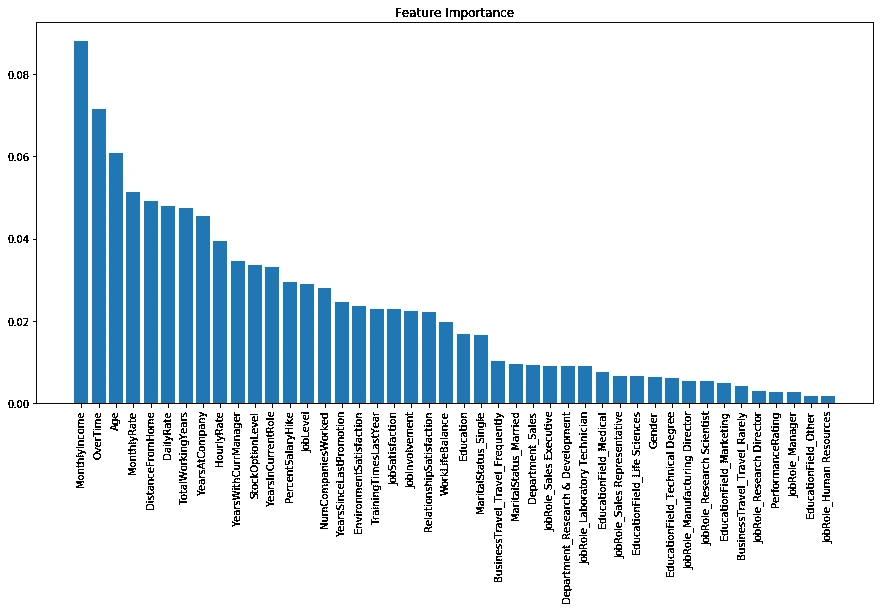 Feature Importance
0.08
0.06
0.04
0.02
0.00
MonthlyIncome
OverTime
Age
MonthlyRate
DistanceFromHome
DailyRate
TotalWorkingYears
YearsAtCompany
HourlyRate
YearsWithCurrManager
StockOptionLevel
YearsInCurrentRole
PercentSalaryHike
JobLevel
NumCompaniesWorked
YearsSinceLastPromotion
EnvironmentSatisfaction
TrainingTimesLastYear
JobSatisfaction
JobInvolvement
RelationshipSatisfaction
WorkLifeBalance
Education
MaritalStatus_Single
BusinessTravel_Travel_Frequently
MaritalStatus_Married
Department_Sales
JobRole_Sales Executive
Department_Research & Development
JobRole_Laboratory Technician
EducationField_Medical
JobRole_Sales Representative
EducationField_Life Sciences
Gender
EducationField_Technical Degree
JobRole_Manufacturing Director
JobRole_Research Scientist
EducationField_Marketing
BusinessTravel_Travel_Rarely
JobRole_Research Director
PerformanceRating
JobRole_Manager
EducationField_Other
JobRole_Human Resources